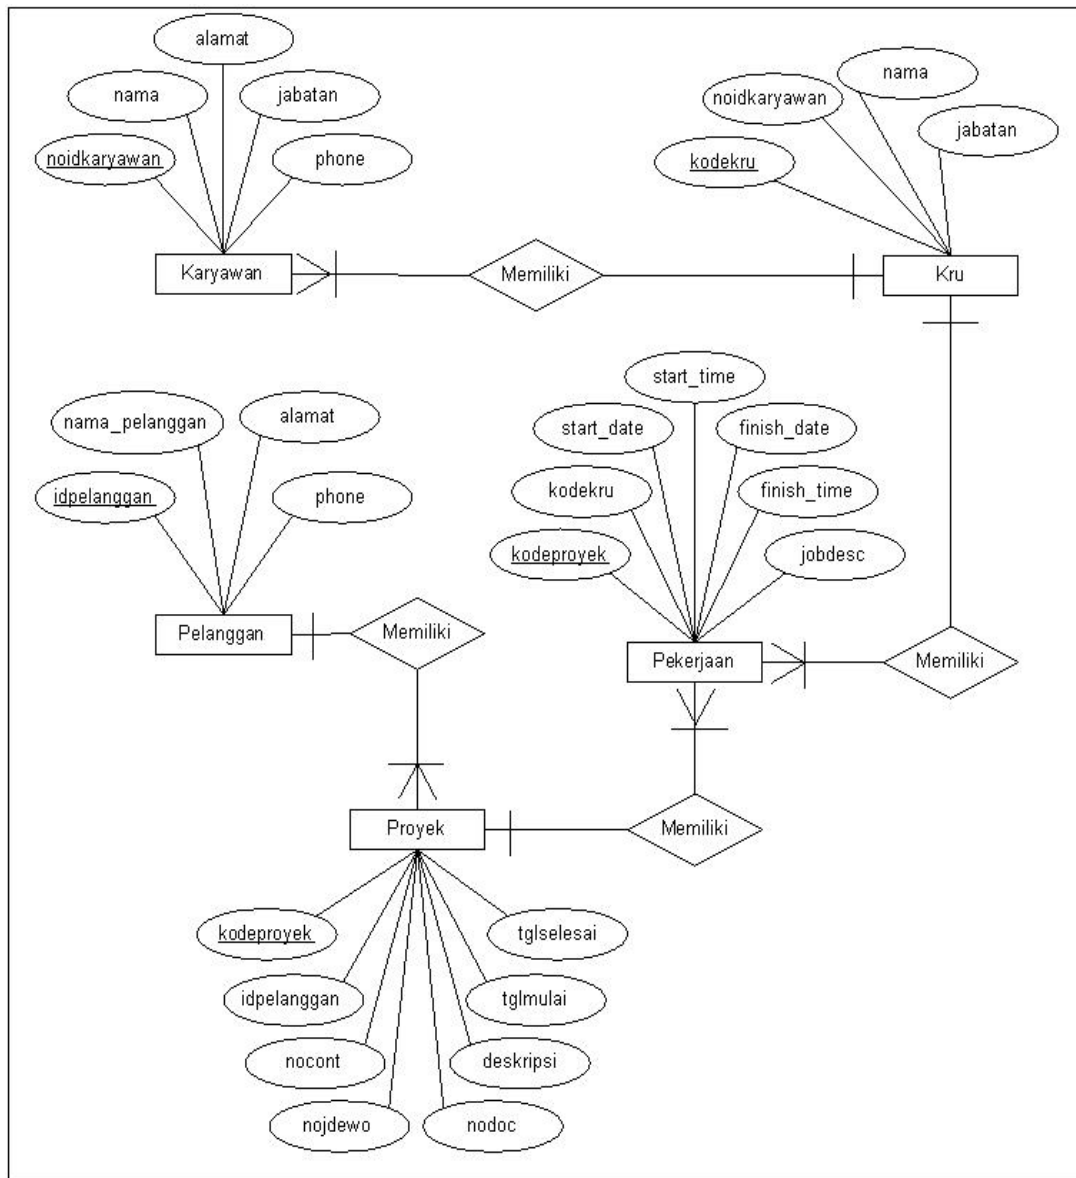 alamat
nama
jabatan
noidkaryawan
phone
Karyawan
Memiliki
nama
noidkaryawan
jabatan
kodekru
Kru
nama_pelanggan
alamat
idpelanggan
phone
Pelanggan
Memiliki
start_time
start_date
finish_date
kodekru
finish_time
kodeproyek
jobdesc
Pekerjaan
Memiliki
Proyek
Memiliki
kodeproyek
tglselesai
idpelanggan
tglmulai
nocont
deskripsi
nojdewo
nodoc